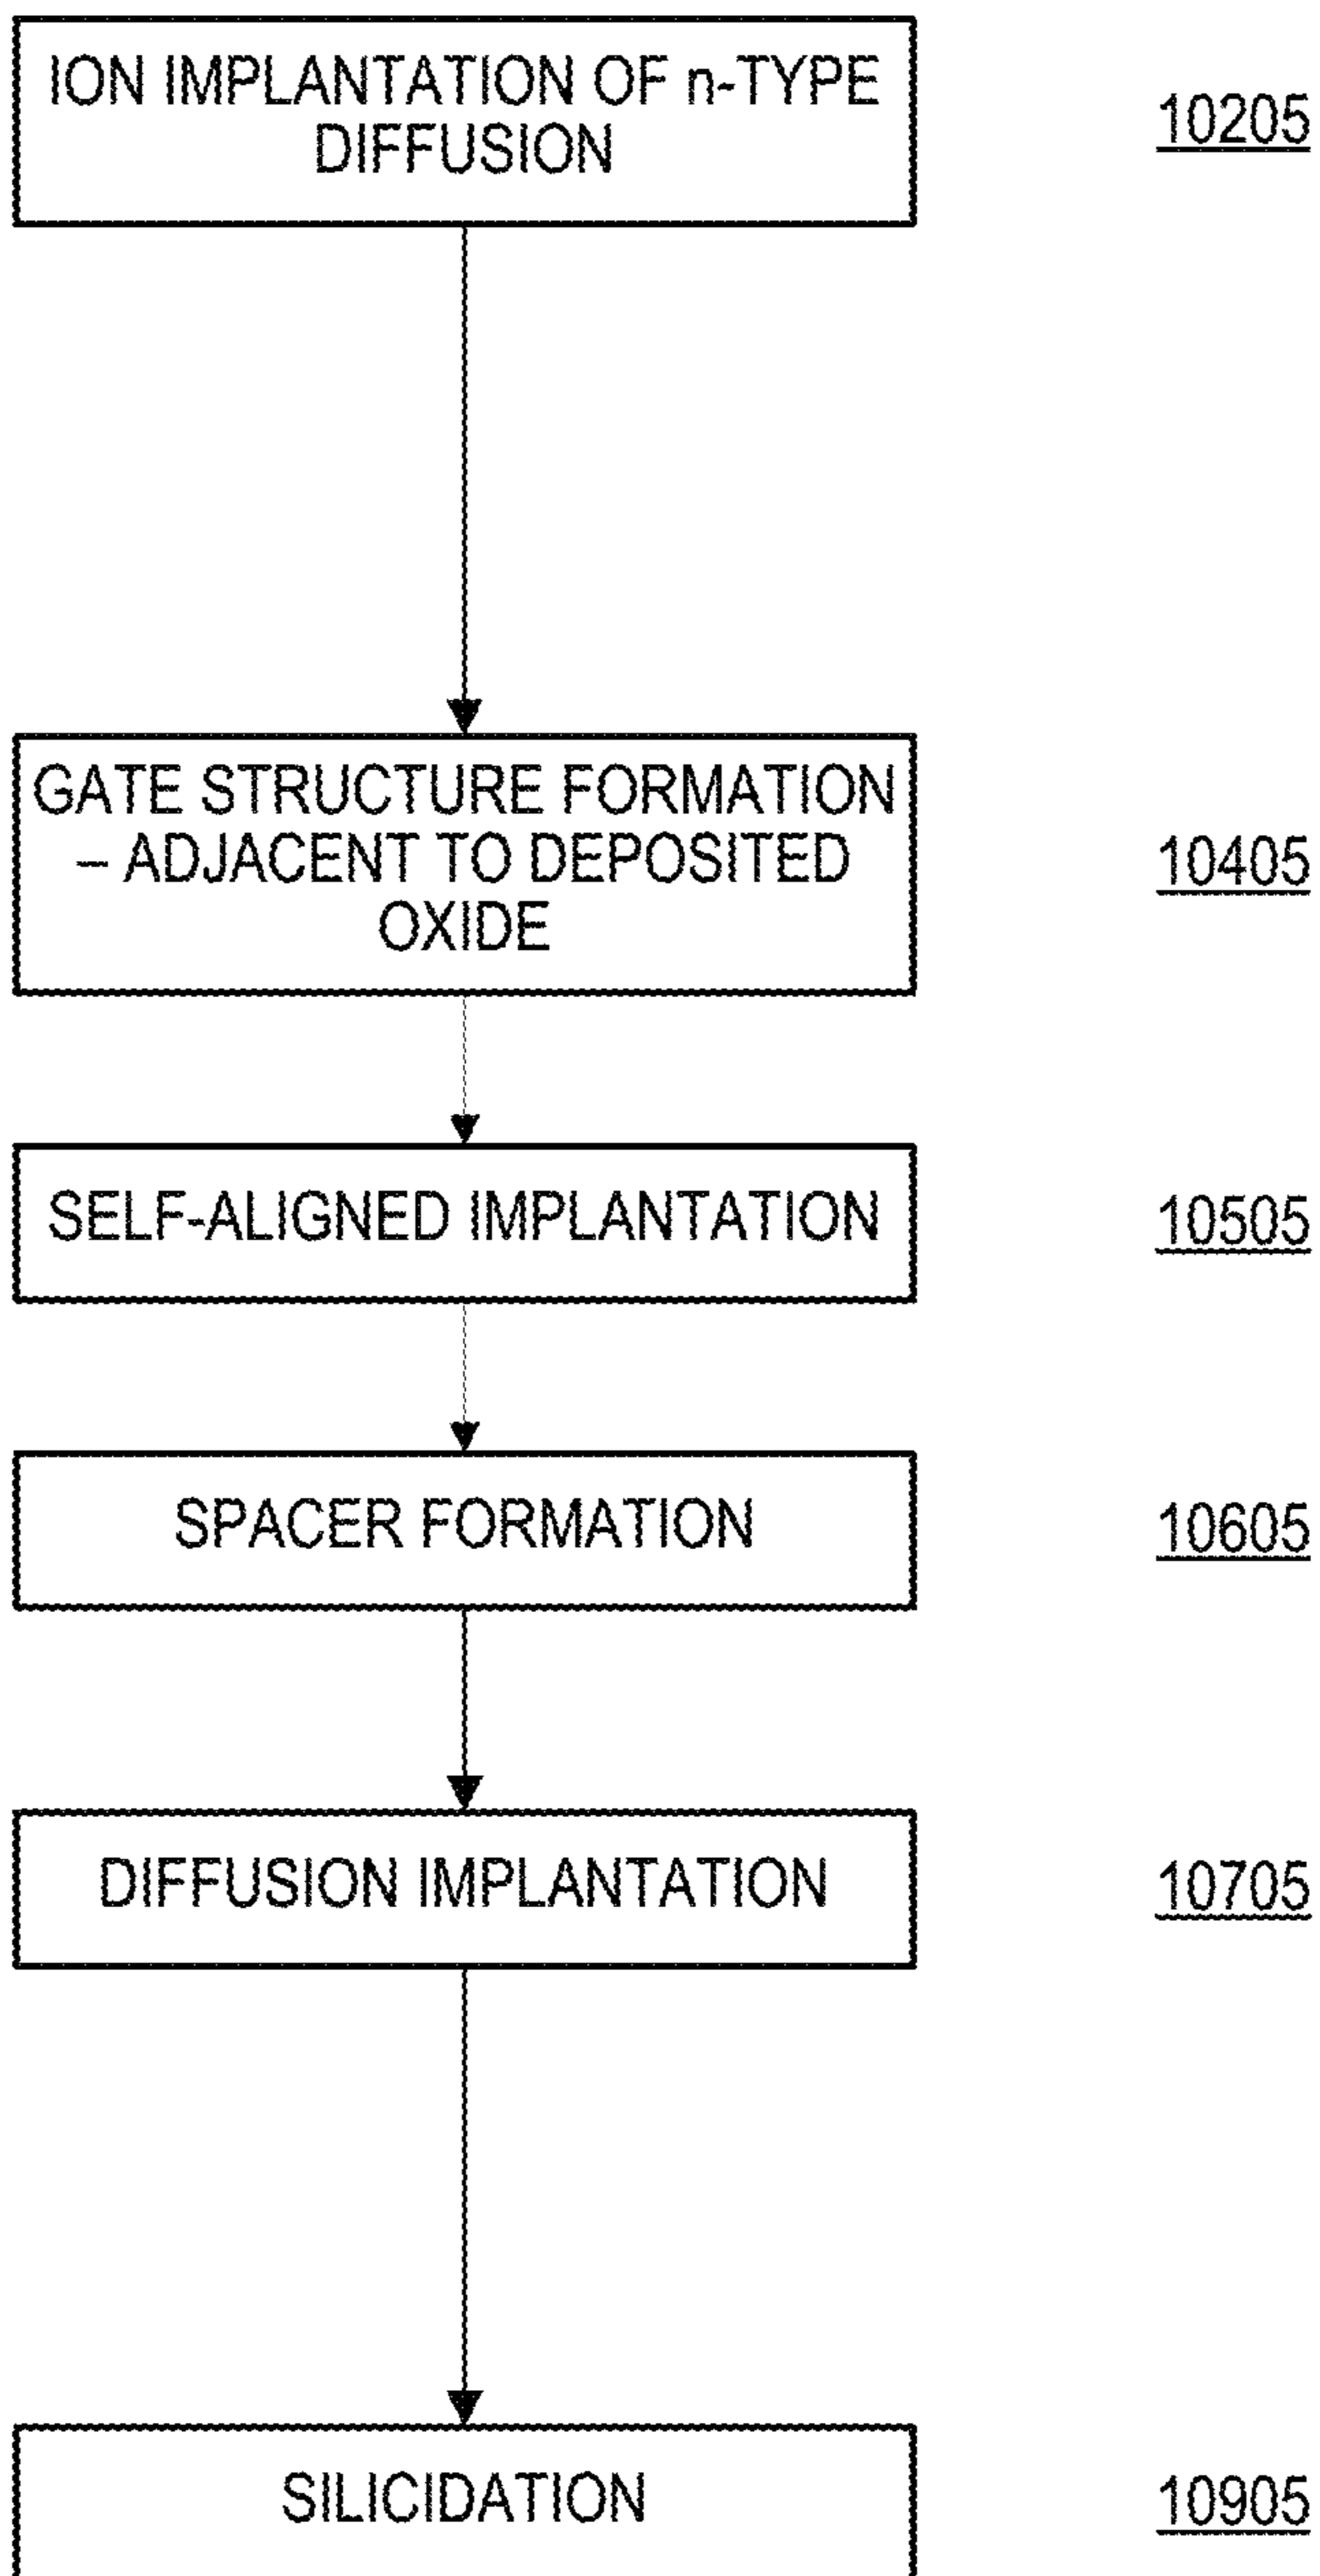 ION IMPLANTATION OF n-TYPE
DIFFUSION
10205
GATE STRUCTURE FORMATION
– ADJACENT TO DEPOSITED
OXIDE
10405
SELF-ALIGNED IMPLANTATION
10505
SPACER FORMATION
10605
DIFFUSION IMPLANTATION
10705
SILICIDATION
10905